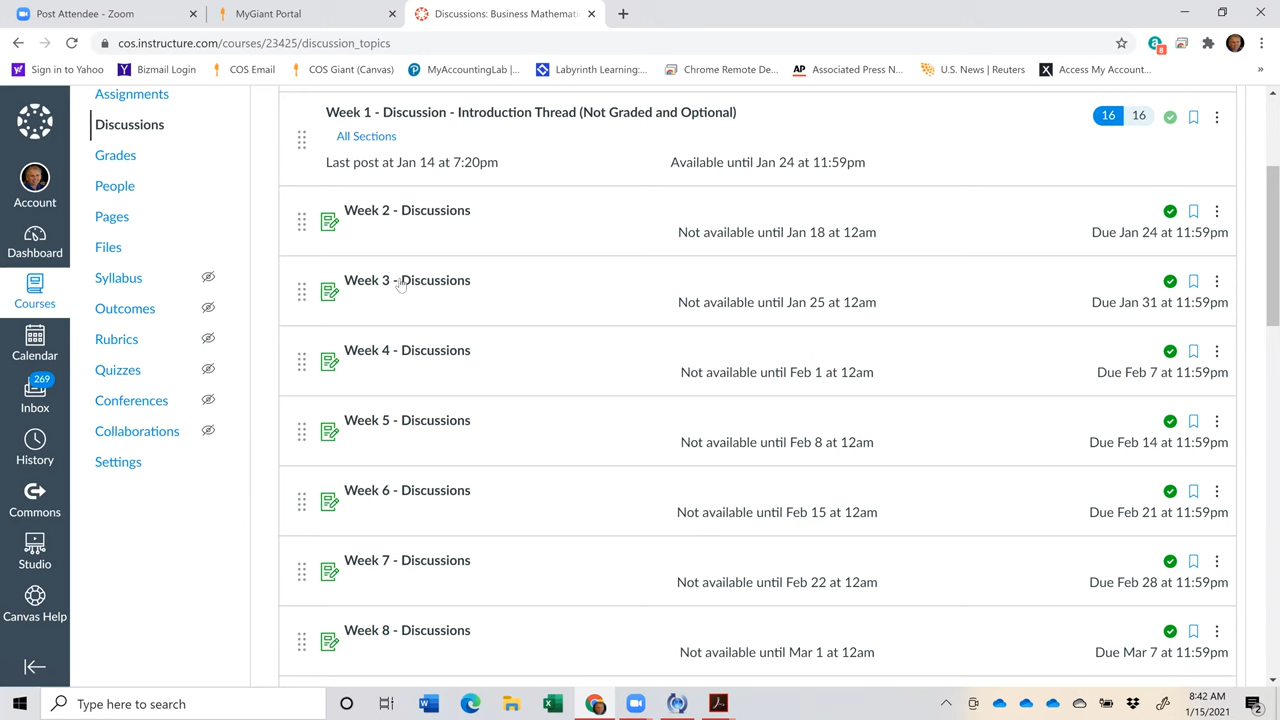 Post Attendee - Zoom
MyGiant Portal
Discussions: Business Mathemati
cos.instructure.com/courses/23425/discussion_topics
8
Sign in to Yahoo
Bizmail Login
COS Email
COS Giant (Canvas)
MyAccountingLab |...
Labyrinth Learning:...
Chrome Remote De...
AP
Associated Press N...
U.S. News | Reuters
X
Access My Account...
»
Account
Dashboard
Courses
Calendar
269
Inbox
History
Commons
Studio
Canvas Help
Assignments
Discussions
Grades
People
Pages
Files
Syllabus
Outcomes
Rubrics
Quizzes
Conferences
Collaborations
Settings
Week 1 - Discussion - Introduction Thread (Not Graded and Optional)
16 16
All Sections
Last post at Jan 14 at 7:20pm
Available until Jan 24 at 11:59pm
Week 2 - Discussions
Not available until Jan 18 at 12am
Due Jan 24 at 11:59pm
Week 3 - Discussions
Not available until Jan 25 at 12am
Due Jan 31 at 11:59pm
Week 4 - Discussions
Not available until Feb 1 at 12am
Due Feb 7 at 11:59pm
Week 5 - Discussions
Not available until Feb 8 at 12am
Due Feb 14 at 11:59pm
Week 6 - Discussions
Not available until Feb 15 at 12am
Due Feb 21 at 11:59pm
Week 7 - Discussions
Not available until Feb 22 at 12am
Due Feb 28 at 11:59pm
Week 8 - Discussions
Not available until Mar 1 at 12am
Due Mar 7 at 11:59pm
Type here to search
8:42 AM
1/15/2021
2